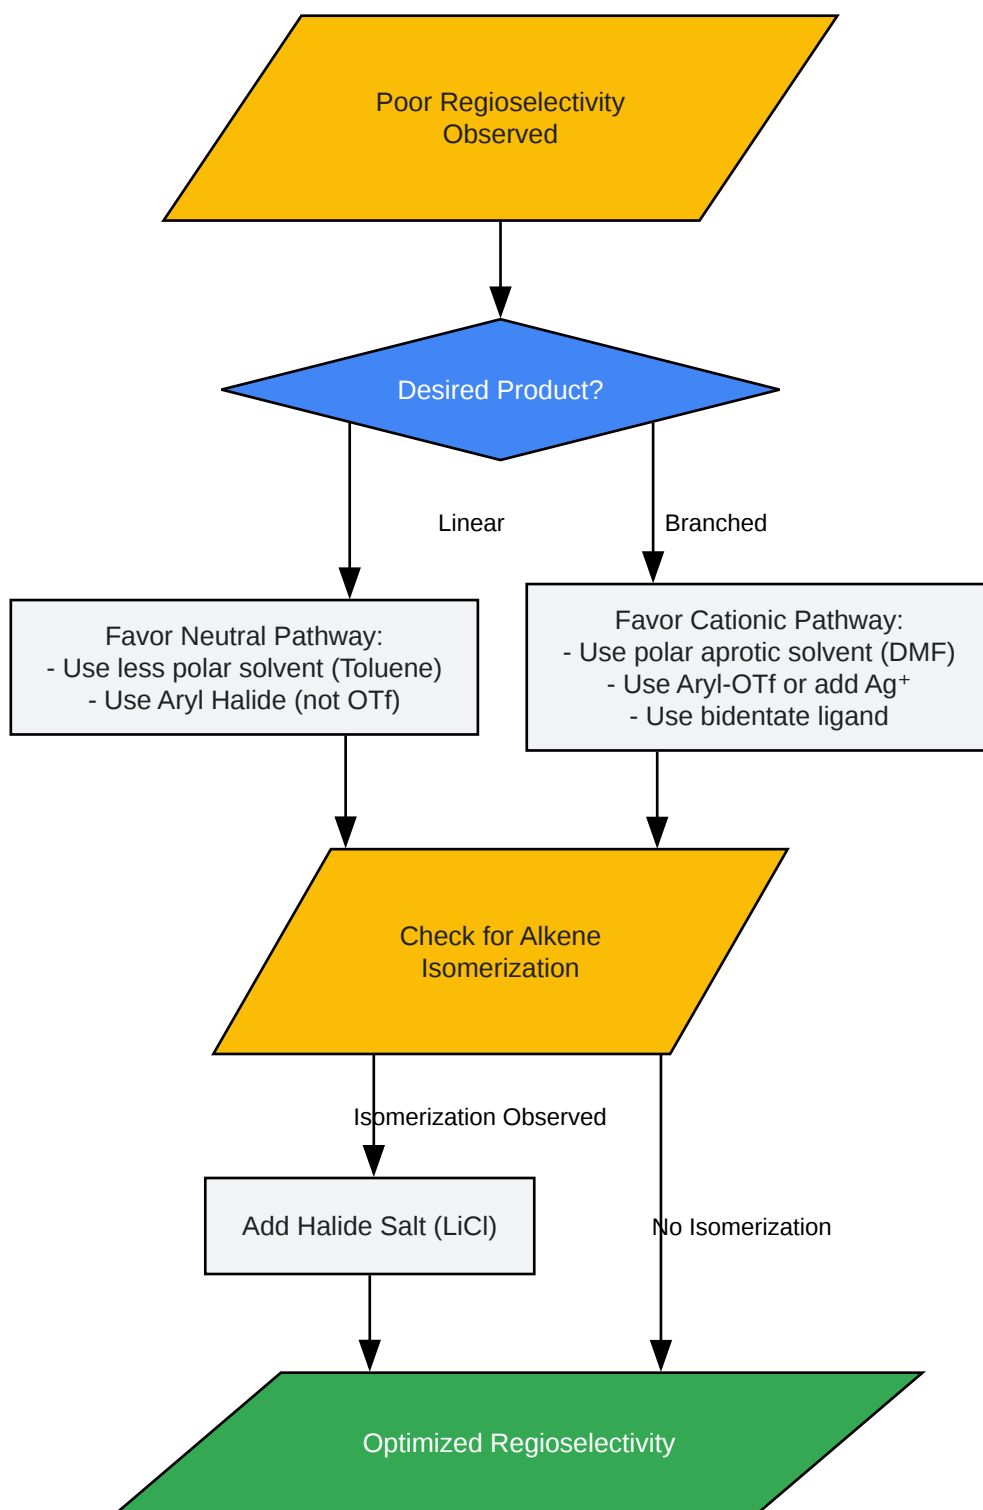 Poor Regioselectivity
Observed
Desired Product?
Linear
Branched
Favor Neutral Pathway:
- Use less polar solvent (Toluene)
- Use Aryl Halide (not OTf)
Favor Cationic Pathway:
- Use polar aprotic solvent (DMF)
- Use Aryl-OTf or add Ag⁺
- Use bidentate ligand
Check for Alkene
Isomerization
Isomerization Observed
Add Halide Salt (LiCl)
No Isomerization
Optimized Regioselectivity